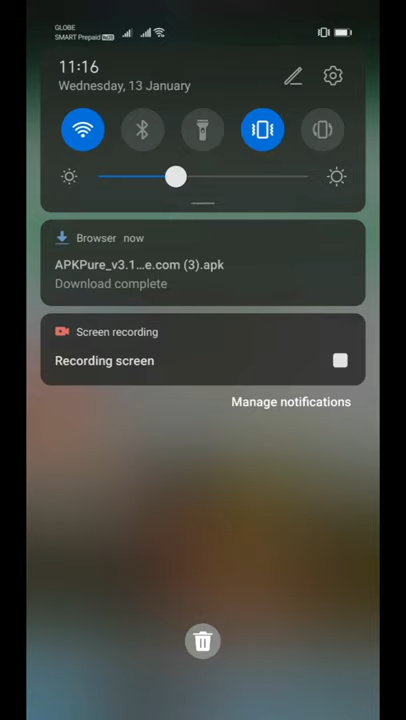 GLOBE
SMART Prepaid VoLTE
11:16
Wednesday, 13 January
Browser now
APKPure_v3.1...e.com (3).apk
Download complete
Screen recording
Recording screen
Manage notifications